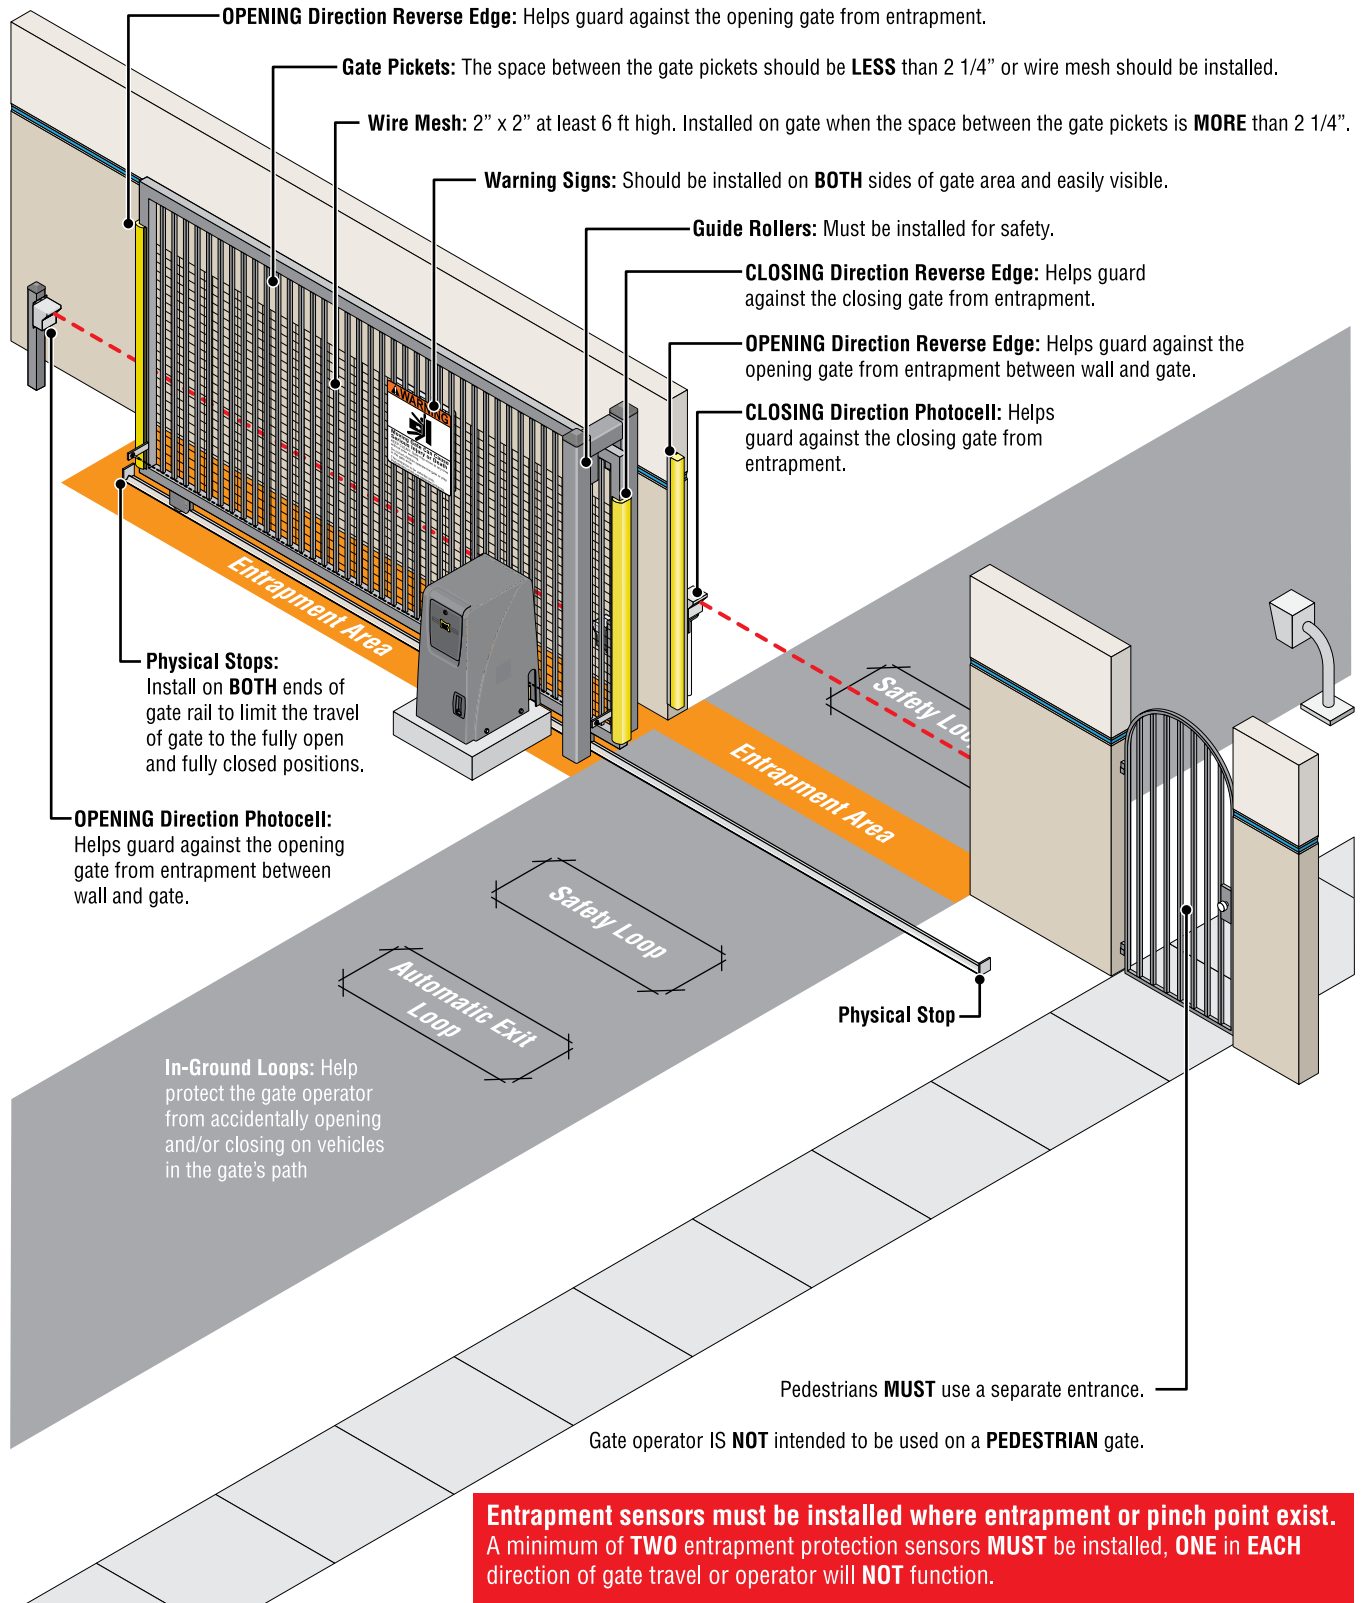 OPENING Direction Reverse Edge: Helps guard against the opening gate from entrapment.
Gate Pickets: The space between the gate pickets should be LESS than 2 1/4” or wire mesh should be installed.
Wire Mesh: 2” x 2” at least 6 ft high. Installed on gate when the space between the gate pickets is MORE than 2 1/4”.
Warning Signs: Should be installed on BOTH sides of gate area and easily visible.
Guide Rollers: Must be installed for safety.
CLOSING Direction Reverse Edge: Helps guard
against the closing gate from entrapment.
OPENING Direction Reverse Edge: Helps guard against the
opening gate from entrapment between wall and gate.
CLOSING Direction Photocell: Helps
guard against the closing gate from
entrapment.
WARNING
Moving Gate Can Cause
Serious Injury or Death
Entrapment Area
Safety Loo
Entrapment Area
Physical Stops:
Install on BOTH ends of
gate rail to limit the travel
of gate to the fully open
and fully closed positions.
OPENING Direction Photocell:
Helps guard against the opening
gate from entrapment between
wall and gate.
Safety Loop
Automatic Exit
Loop
Physical Stop
In-Ground Loops: Help
protect the gate operator
from accidentally opening
and/or closing on vehicles
in the gate’s path
Pedestrians MUST use a separate entrance.
Gate operator IS NOT intended to be used on a PEDESTRIAN gate.
Entrapment sensors must be installed where entrapment or pinch point exist.
A minimum of TWO entrapment protection sensors MUST be installed, ONE in EACH
direction of gate travel or operator will NOT function.